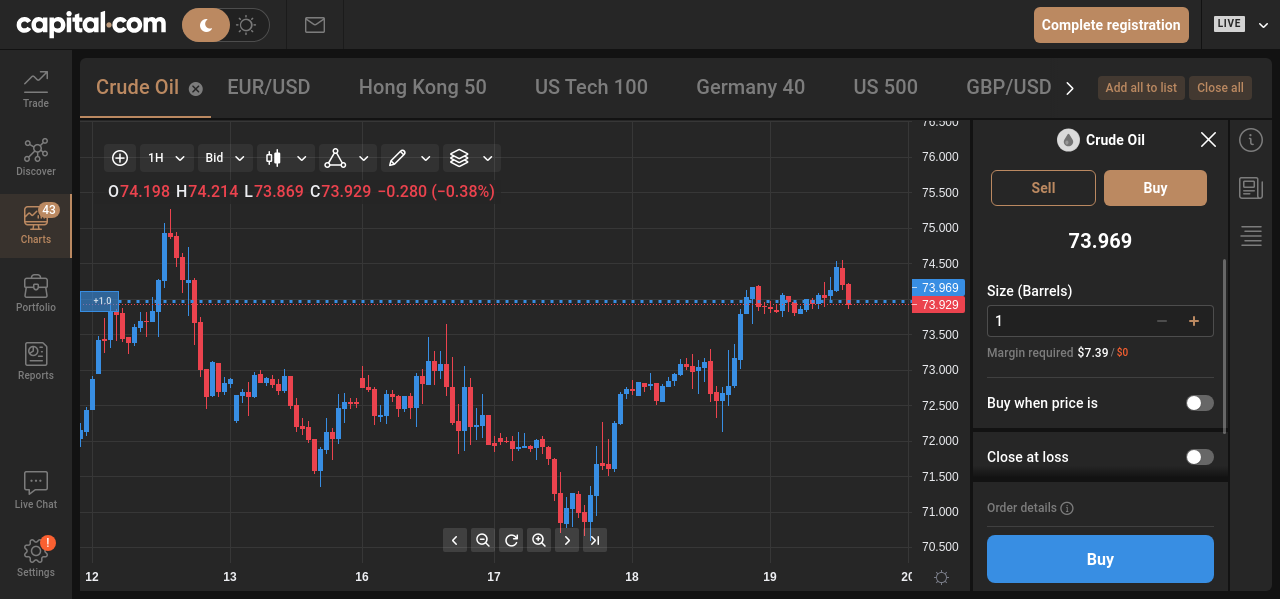 capital.com
Complete registration
LIVE
Trade
Discover
43
Charts
Portfolio
Reports
Live Chat
!
Settings
Crude Oil
EUR/USD
Hong Kong 50
US Tech 100
Germany 40
US 500
GBP/USD
Add all to list
Close all
1H
Bid
O74.198 H74.214 L73.869 C73.929 −0.280 (−0.38%)
+1.0
76.500
76.000
75.500
75.000
74.500
73.969
73.929
73.500
73.000
72.500
72.000
71.500
71.000
70.500
12
13
16
17
18
19
20
Crude Oil
Sell
Buy
73.969
Size (Barrels)
1
Margin required $7.39 / $0
Buy when price is
Close at loss
Order details
Buy